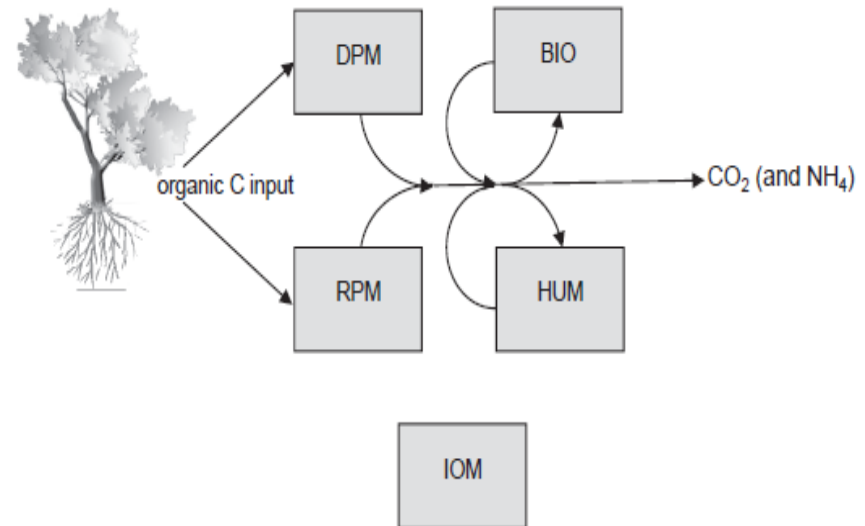 DPM
BIO
organic C input
CO₂ (and NH₄)
RPM
HUM
IOM